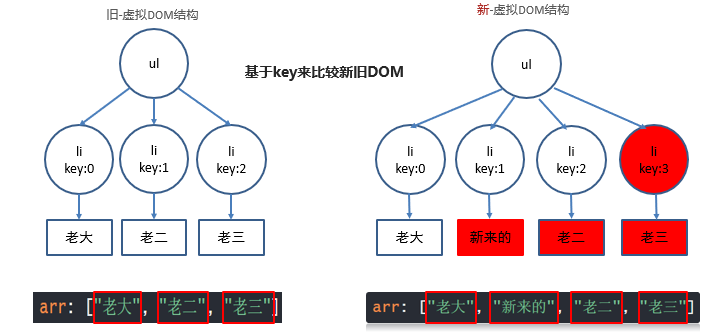 旧-虚拟DOM结构
新-虚拟DOM结构
基于key来比较新旧DOM
ul
li
key:0
li
key:1
li
key:2
老大
老二
老三
arr: ["老大", "老二", "老三"]
ul
li
key:0
li
key:1
li
key:2
li
key:3
老大
新来的
老二
老三
arr: ["老大", "新来的", "老二", "老三"]